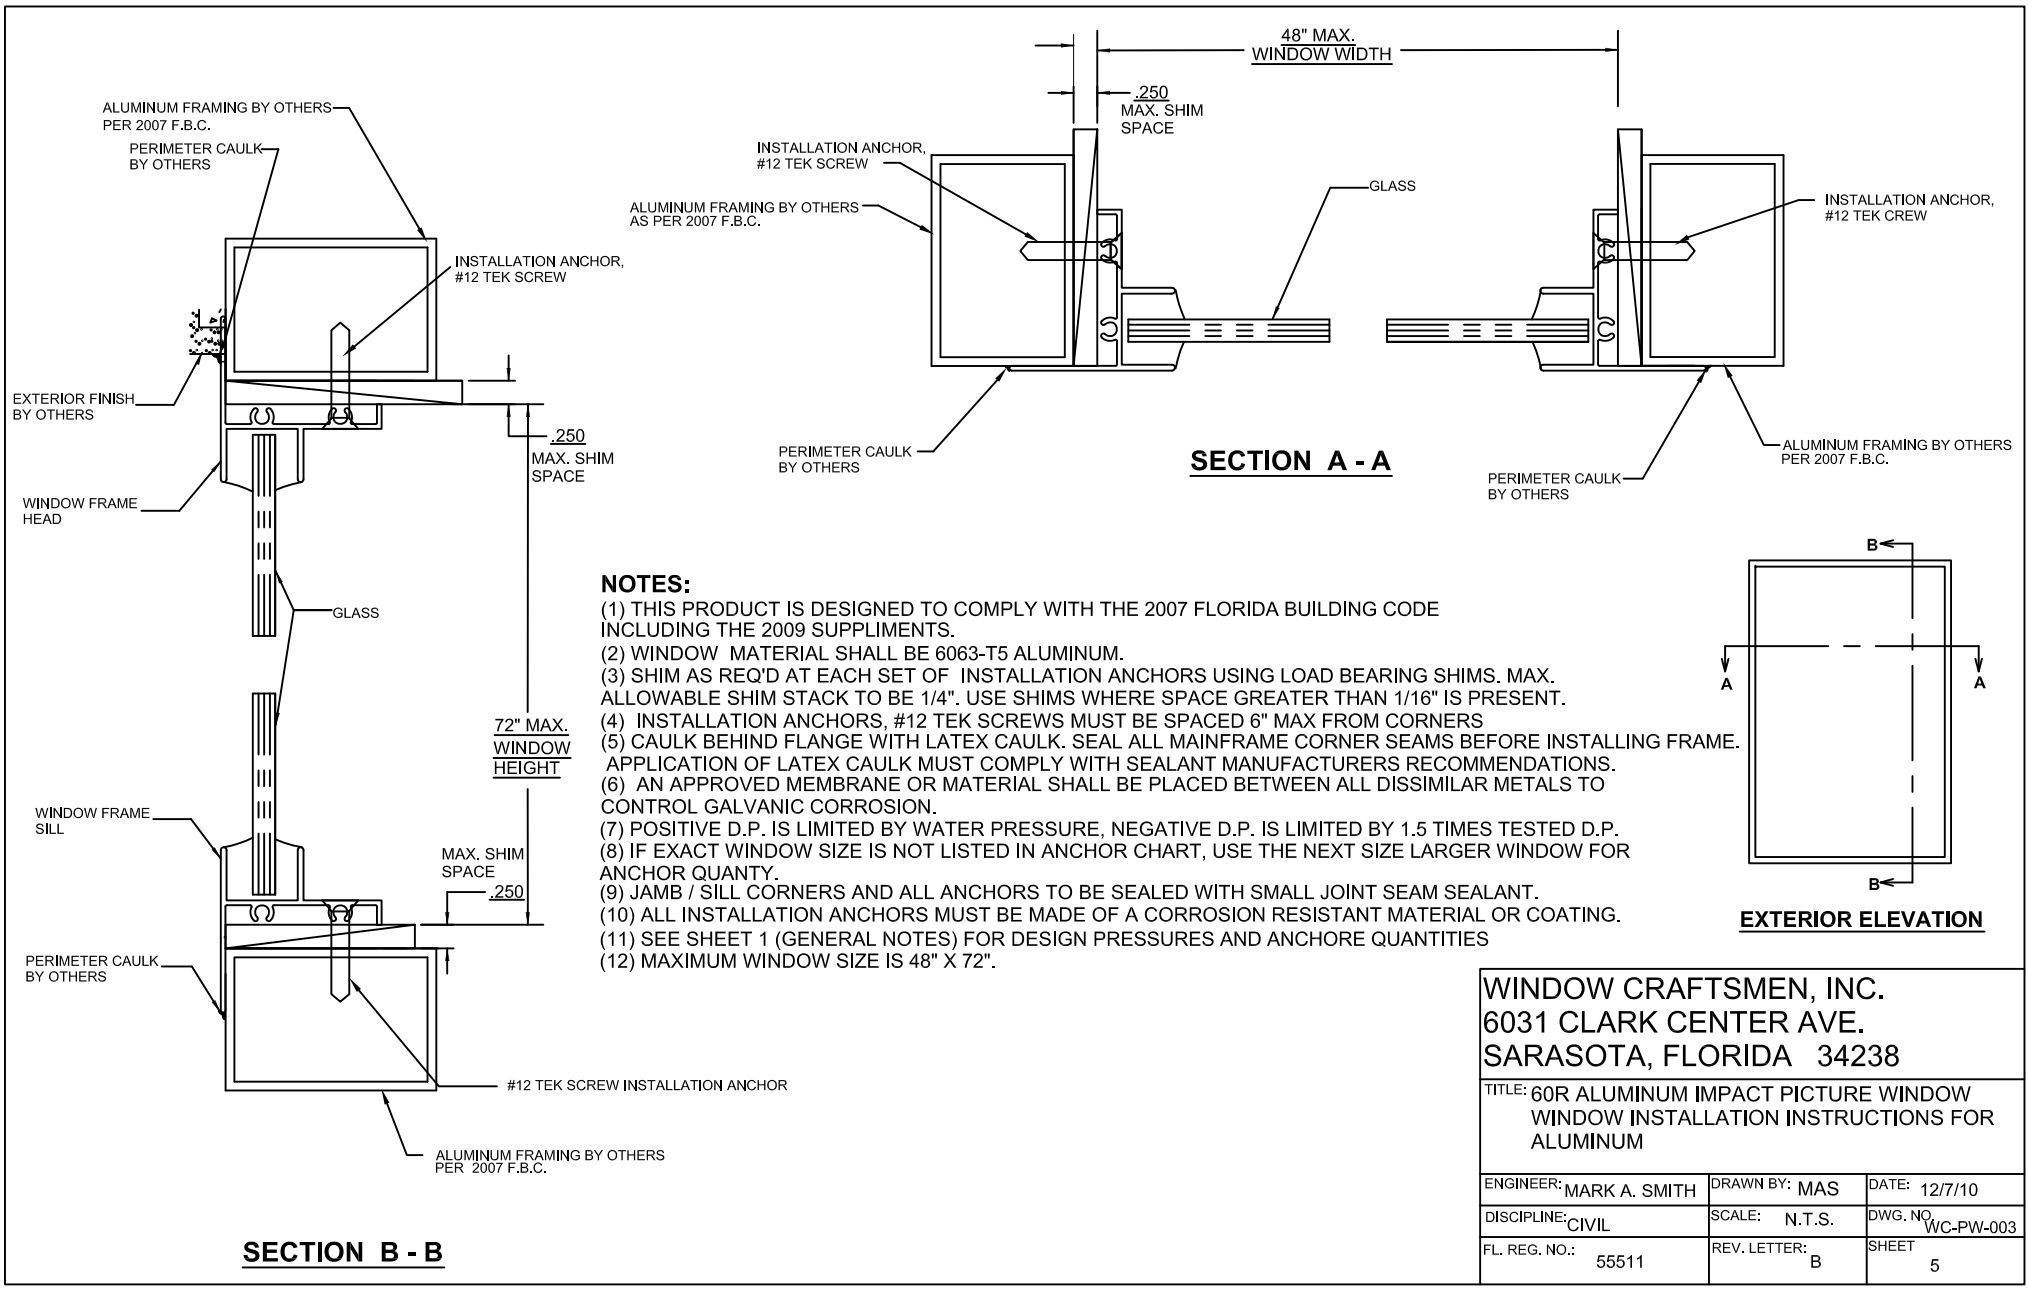 48" MAX.
WINDOW WIDTH
.250
MAX. SHIM
SPACE
INSTALLATION ANCHOR,
#12 TEK SCREW
ALUMINUM FRAMING BY OTHERS
AS PER 2007 F.B.C.
GLASS
INSTALLATION ANCHOR,
#12 TEK CREW
PERIMETER CAULK
BY OTHERS
SECTION A - A
PERIMETER CAULK
BY OTHERS
ALUMINUM FRAMING BY OTHERS
PER 2007 F.B.C.
ALUMINUM FRAMING BY OTHERS
PER 2007 F.B.C.
PERIMETER CAULK
BY OTHERS
INSTALLATION ANCHOR,
#12 TEK SCREW
EXTERIOR FINISH
BY OTHERS
.250
MAX. SHIM
SPACE
WINDOW FRAME
HEAD
GLASS
72" MAX.
WINDOW
HEIGHT
WINDOW FRAME
SILL
MAX. SHIM
SPACE
.250
PERIMETER CAULK
BY OTHERS
#12 TEK SCREW INSTALLATION ANCHOR
ALUMINUM FRAMING BY OTHERS
PER 2007 F.B.C.
SECTION B - B
NOTES:
(1) THIS PRODUCT IS DESIGNED TO COMPLY WITH THE 2007 FLORIDA BUILDING CODE
INCLUDING THE 2009 SUPPLIMENTS.
(2) WINDOW MATERIAL SHALL BE 6063-T5 ALUMINUM.
(3) SHIM AS REQ'D AT EACH SET OF INSTALLATION ANCHORS USING LOAD BEARING SHIMS. MAX.
ALLOWABLE SHIM STACK TO BE 1/4". USE SHIMS WHERE SPACE GREATER THAN 1/16" IS PRESENT.
(4) INSTALLATION ANCHORS, #12 TEK SCREWS MUST BE SPACED 6" MAX FROM CORNERS
(5) CAULK BEHIND FLANGE WITH LATEX CAULK. SEAL ALL MAINFRAME CORNER SEAMS BEFORE INSTALLING FRAME.
APPLICATION OF LATEX CAULK MUST COMPLY WITH SEALANT MANUFACTURERS RECOMMENDATIONS.
(6) AN APPROVED MEMBRANE OR MATERIAL SHALL BE PLACED BETWEEN ALL DISSIMILAR METALS TO
CONTROL GALVANIC CORROSION.
(7) POSITIVE D.P. IS LIMITED BY WATER PRESSURE, NEGATIVE D.P. IS LIMITED BY 1.5 TIMES TESTED D.P.
(8) IF EXACT WINDOW SIZE IS NOT LISTED IN ANCHOR CHART, USE THE NEXT SIZE LARGER WINDOW FOR
ANCHOR QUANTY.
(9) JAMB / SILL CORNERS AND ALL ANCHORS TO BE SEALED WITH SMALL JOINT SEAM SEALANT.
(10) ALL INSTALLATION ANCHORS MUST BE MADE OF A CORROSION RESISTANT MATERIAL OR COATING.
(11) SEE SHEET 1 (GENERAL NOTES) FOR DESIGN PRESSURES AND ANCHORE QUANTITIES
(12) MAXIMUM WINDOW SIZE IS 48" X 72".
B
A
A
B
EXTERIOR ELEVATION
WINDOW CRAFTSMEN, INC.
6031 CLARK CENTER AVE.
SARASOTA, FLORIDA 34238
TITLE: 60R ALUMINUM IMPACT PICTURE WINDOW
WINDOW INSTALLATION INSTRUCTIONS FOR
ALUMINUM
ENGINEER: MARK A. SMITH
DRAWN BY: MAS
DATE: 12/7/10
DISCIPLINE: CIVIL
SCALE: N.T.S.
DWG. NO. WC-PW-003
FL. REG. NO.: 55511
REV. LETTER: B
SHEET 5